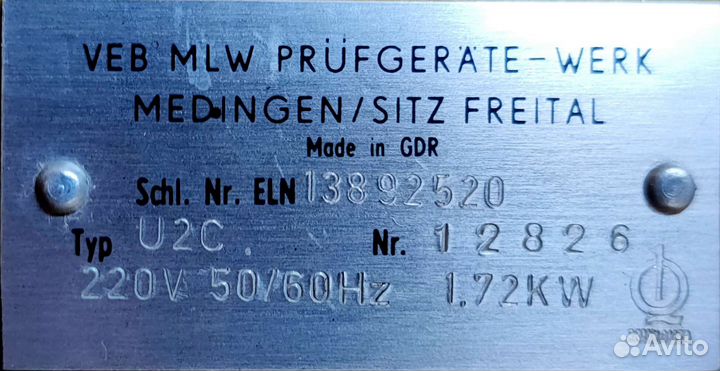 VEB MLW PRÜFGERÄTE-WERK
MEDINGEN/SITZ FREITAL
Made in GDR
Schl. Nr. ELN 13892520
Typ U2C. Nr. 12826
220V 50/60Hz 1.72KW
Avito